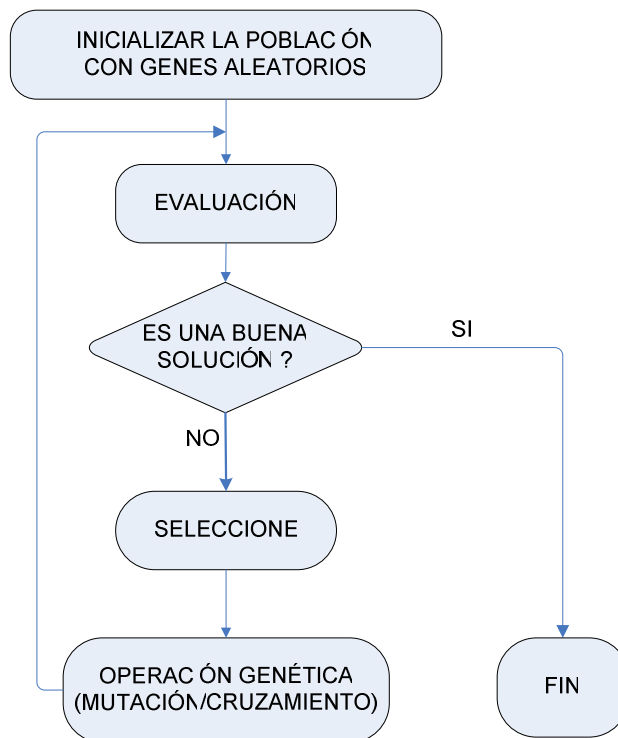 INICIALIZAR LA POBLAC ÓN
CON GENES ALEATORIOS
EVALUACIÓN
ES UNA BUENA
SOLUCIÓN ?
SI
NO
SELECCIONE
OPERAC ÓN GENÉTICA
(MUTACIÓN/CRUZAMIENTO)
FIN